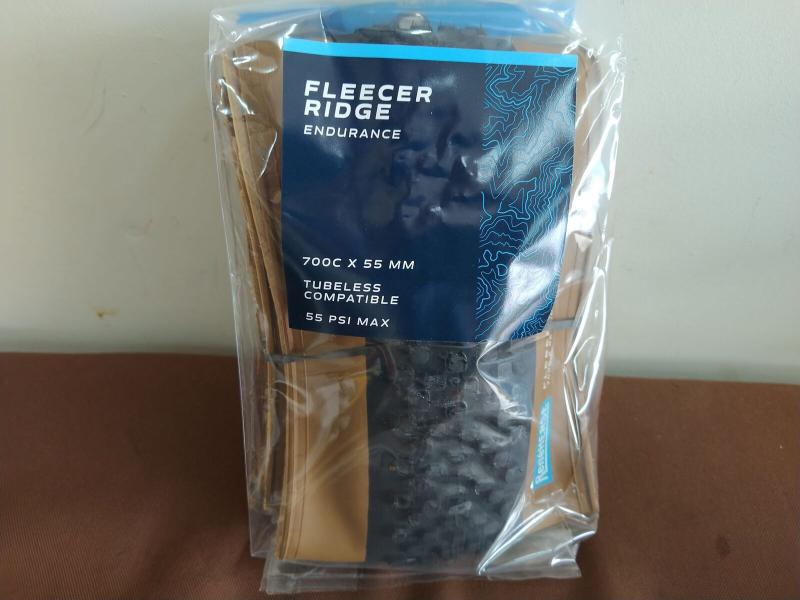 FLEECER
RIDGE
ENDURANCE
700C X 55 MM
TUBELESS
COMPATIBLE
55 PSI MAX